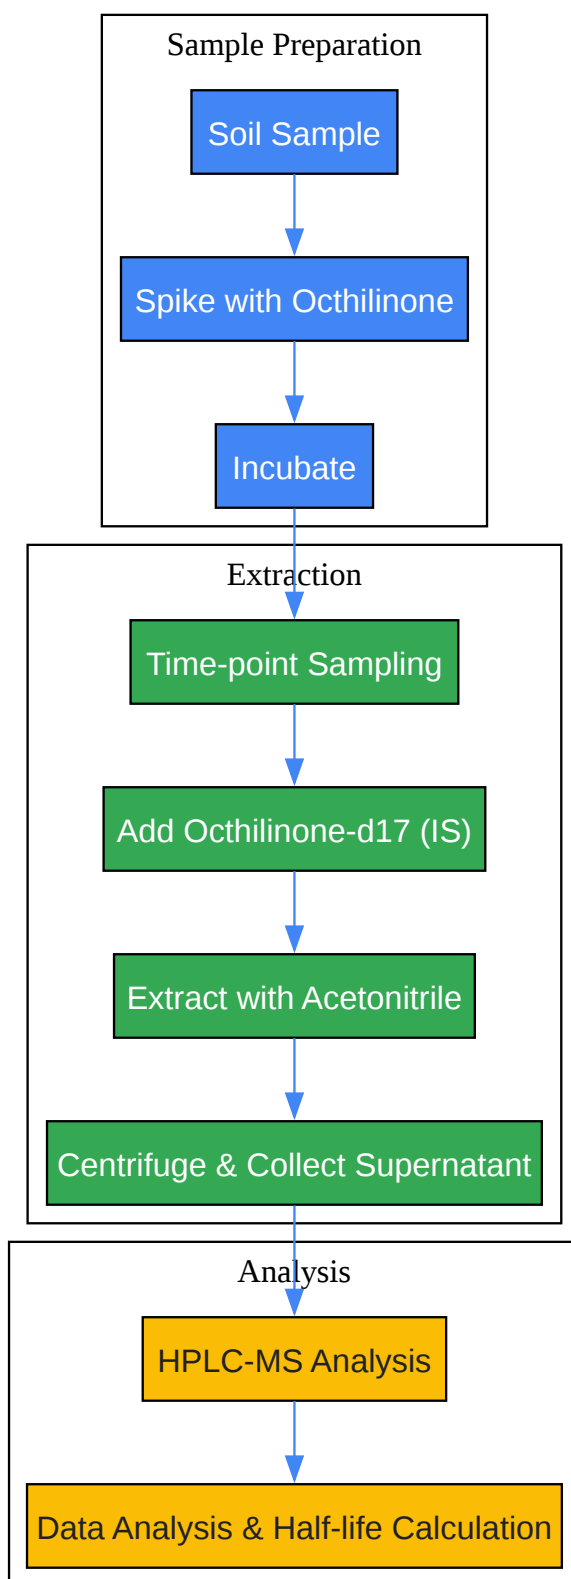 Sample Preparation
Soil Sample
Spike with Octhilinone
Incubate
Extraction
Time-point Sampling
Add Octhilinone-d17 (IS)
Extract with Acetonitrile
Centrifuge & Collect Supernatant
Analysis
HPLC-MS Analysis
Data Analysis & Half-life Calculation